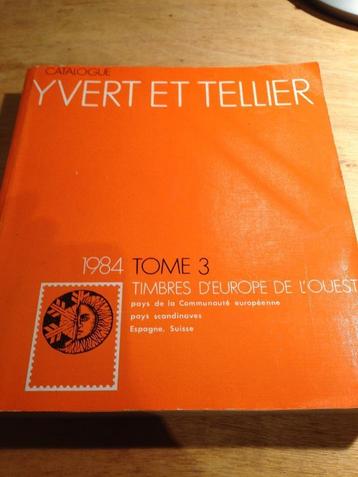 CATALOGUE
YVERT ET TELLIER
1984 TOME 3
TIMBRES D'EUROPE DE L'OUEST
pays de la Communauté européenne
pays scandinaves
Espagne, Suisse